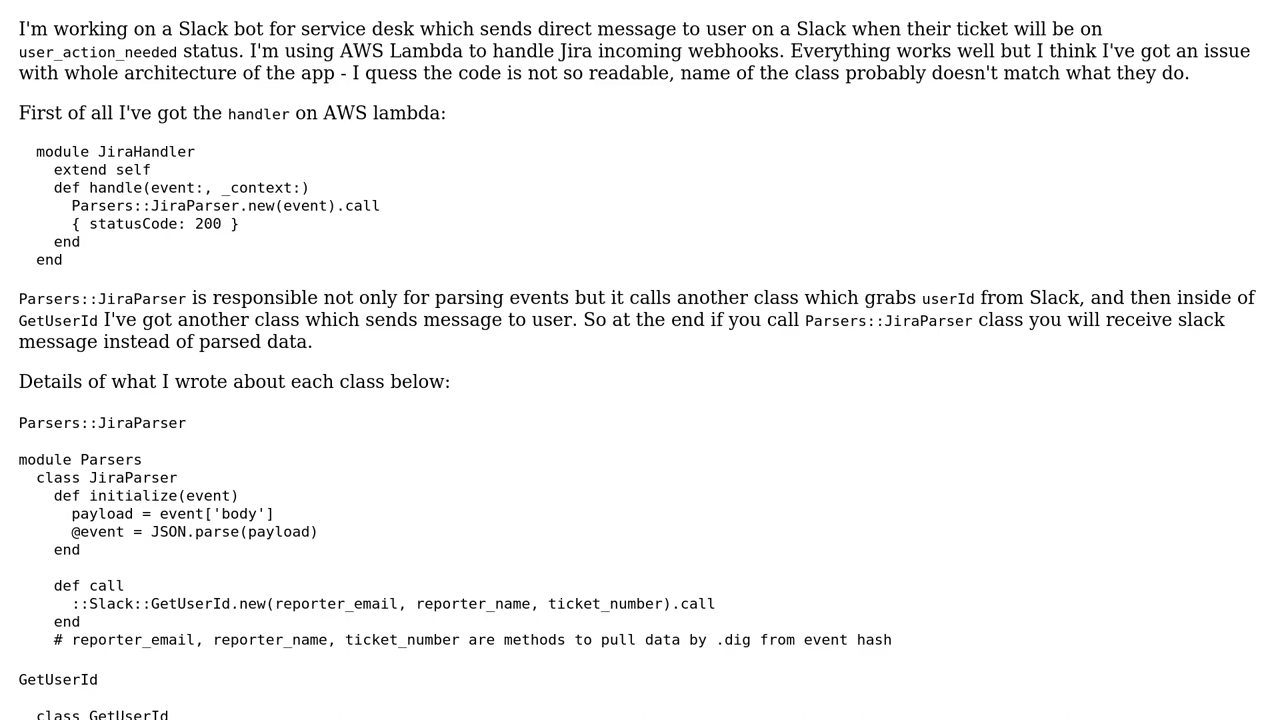 I'm working on a Slack bot for service desk which sends direct message to user on a Slack when their ticket will be on
user_action_needed status. I'm using AWS Lambda to handle Jira incoming webhooks. Everything works well but I think I've got an issue
with whole architecture of the app - I quess the code is not so readable, name of the class probably doesn't match what they do.
First of all I've got the handler on AWS lambda:
module JiraHandler
extend self
def handle(event:, _context:)
Parsers::JiraParser.new(event).call
{ statusCode: 200 }
end
end
Parsers::JiraParser is responsible not only for parsing events but it calls another class which grabs userId from Slack, and then inside of
GetUserId I've got another class which sends message to user. So at the end if you call Parsers::JiraParser class you will receive slack
message instead of parsed data.
Details of what I wrote about each class below:
Parsers::JiraParser
module Parsers
class JiraParser
def initialize(event)
payload = event['body']
@event = JSON.parse(payload)
end
def call
::Slack::GetUserId.new(reporter_email, reporter_name, ticket_number).call
end
# reporter_email, reporter_name, ticket_number are methods to pull data by .dig from event hash
GetUserId
class GetUserId